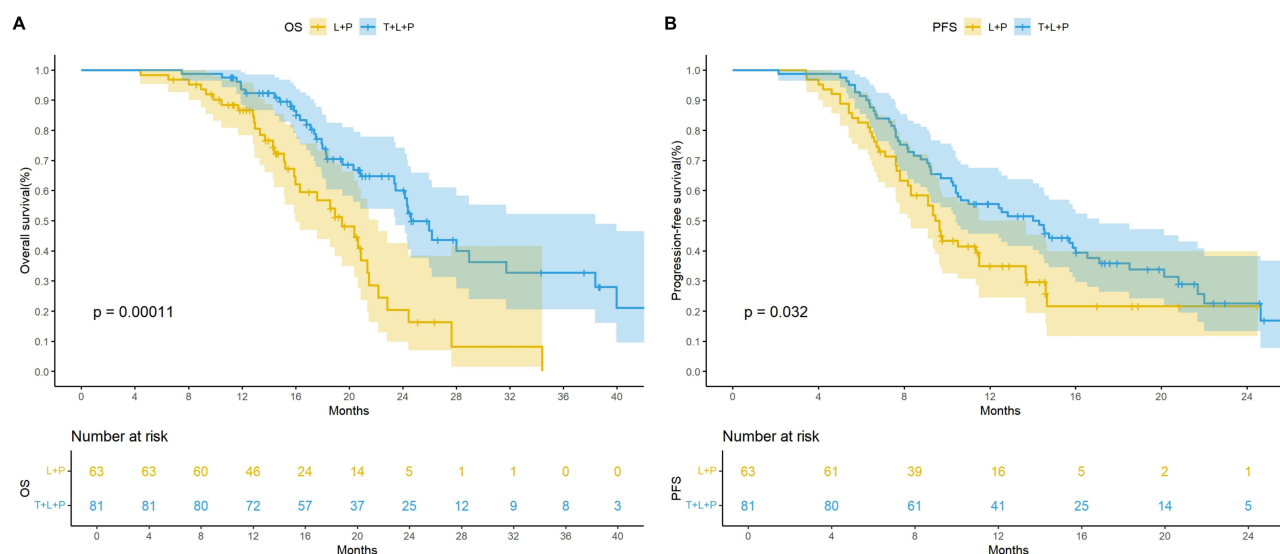 A
OS L+P T+L+P
Overall survival(%)
1.0
0.9
0.8
0.7
0.6
0.5
0.4
0.3
0.2
0.1
0.0
p = 0.00011
0 4 8 12 16 20 24 28 32 36 40
Months
Number at risk
OS
L+P 63 63 60 46 24 14 5 1 1 0 0
T+L+P 81 81 80 72 57 37 25 12 9 8 3
0 4 8 12 16 20 24 28 32 36 40
Months
B
PFS L+P T+L+P
Progression-free survival(%)
1.0
0.9
0.8
0.7
0.6
0.5
0.4
0.3
0.2
0.1
0.0
p = 0.032
0 4 8 12 16 20 24
Months
Number at risk
PFS
L+P 63 61 39 16 5 2 1
T+L+P 81 80 61 41 25 14 5
0 4 8 12 16 20 24
Months